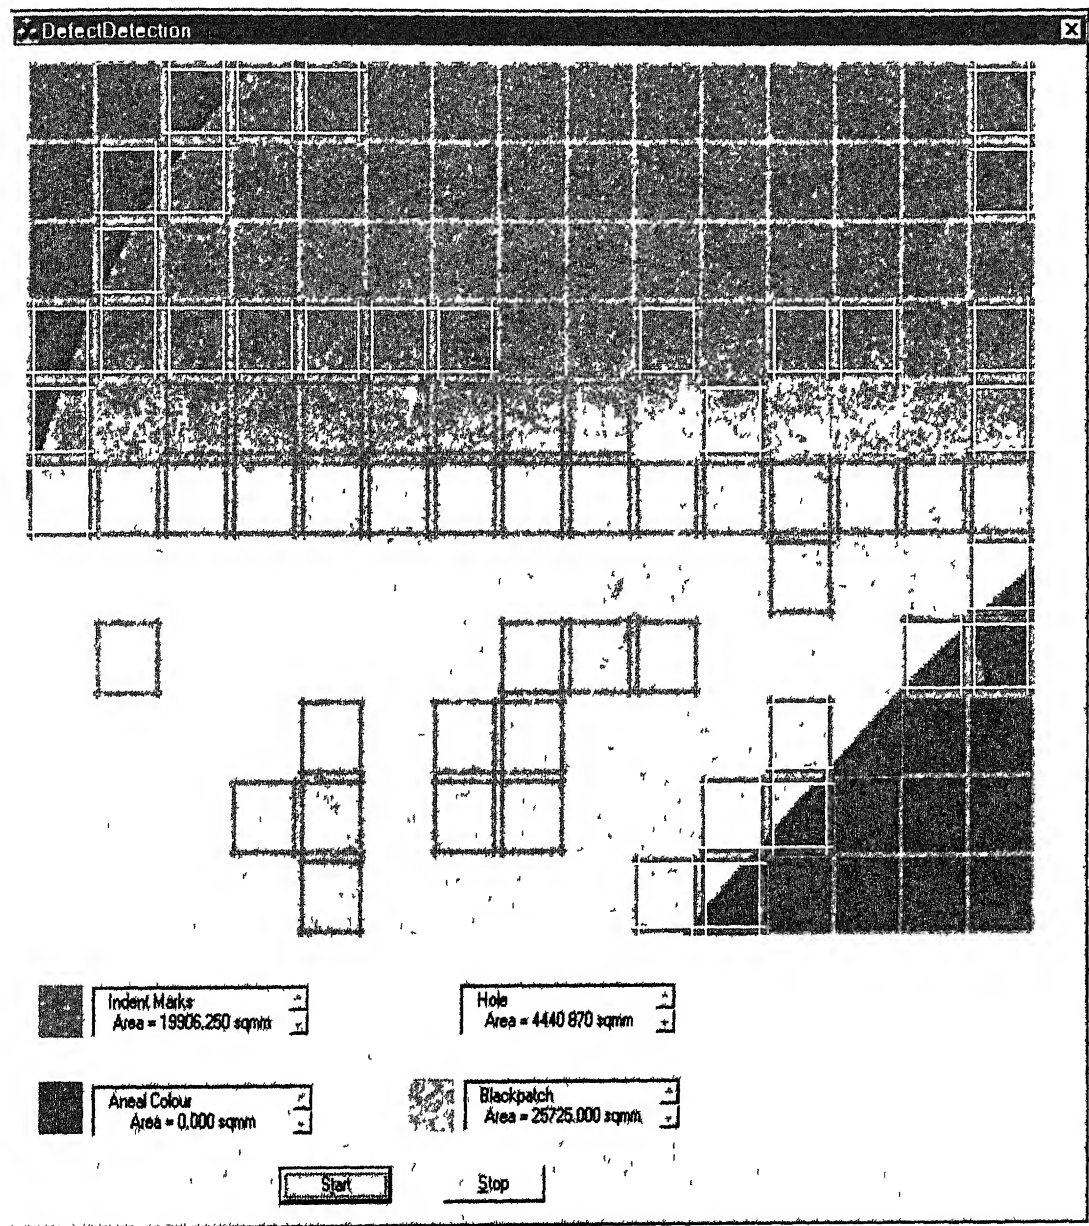 DefectDetection
Indent Marks
Area = 19906.250 sqmm
Hole
Area = 4440 870 sqmm
Aneal Colour
Area = 0.000 sqmm
Blackpatch
Area = 25725.000 sqmm
Start
Stop